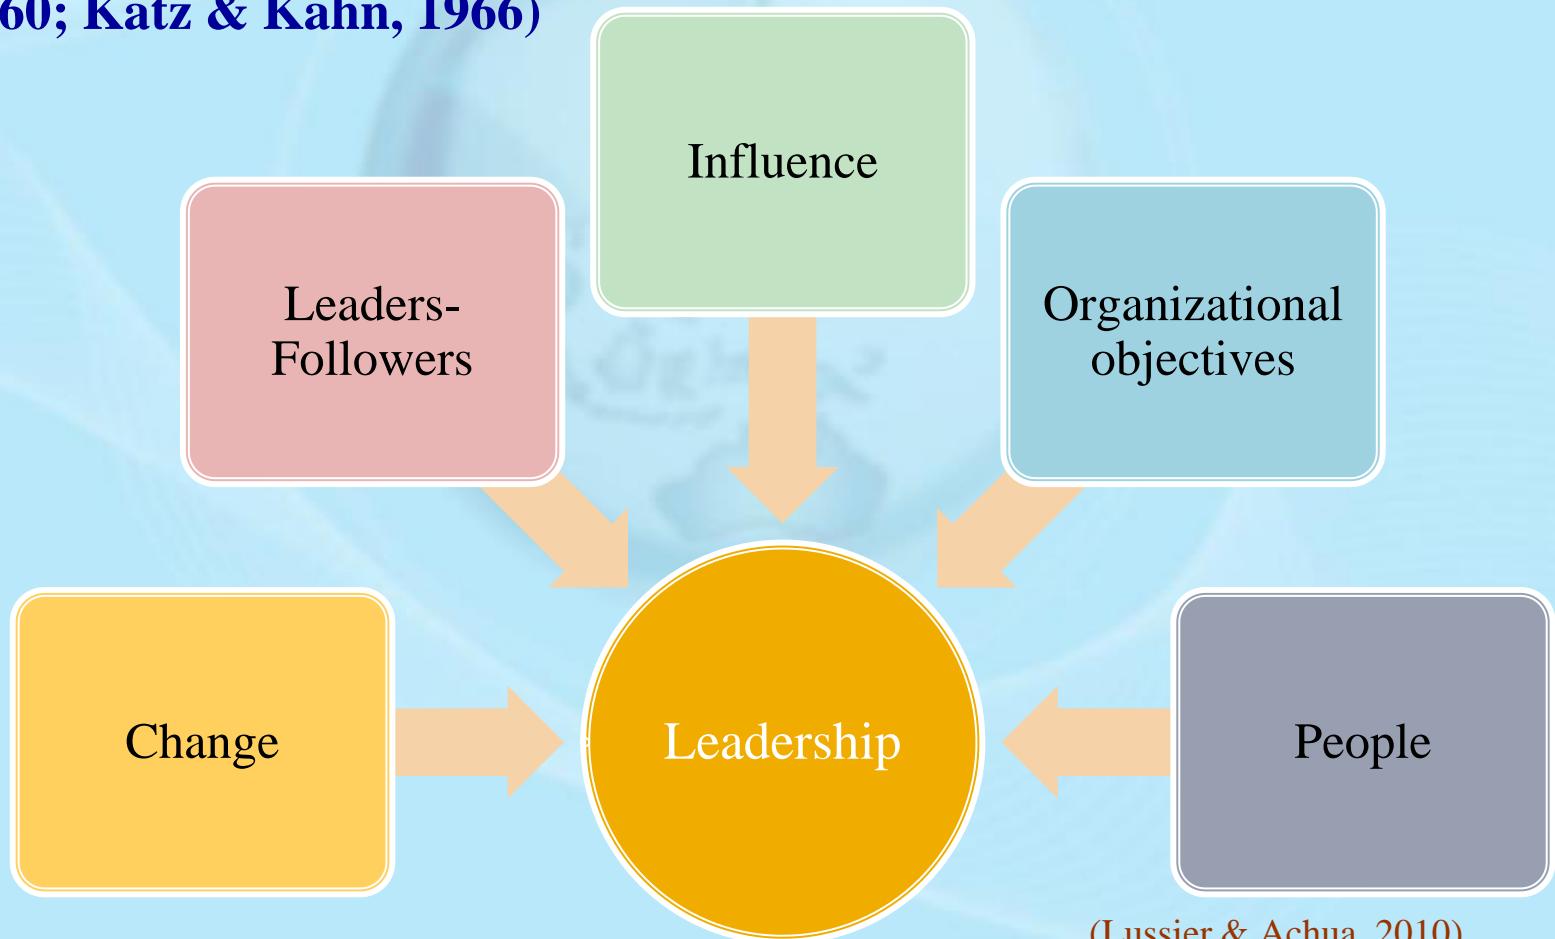 60; Katz & Kahn, 1966)
Influence
Leaders-
Followers
Organizational
objectives
Change
Leadership
People
(Lussier & Achua, 2010)